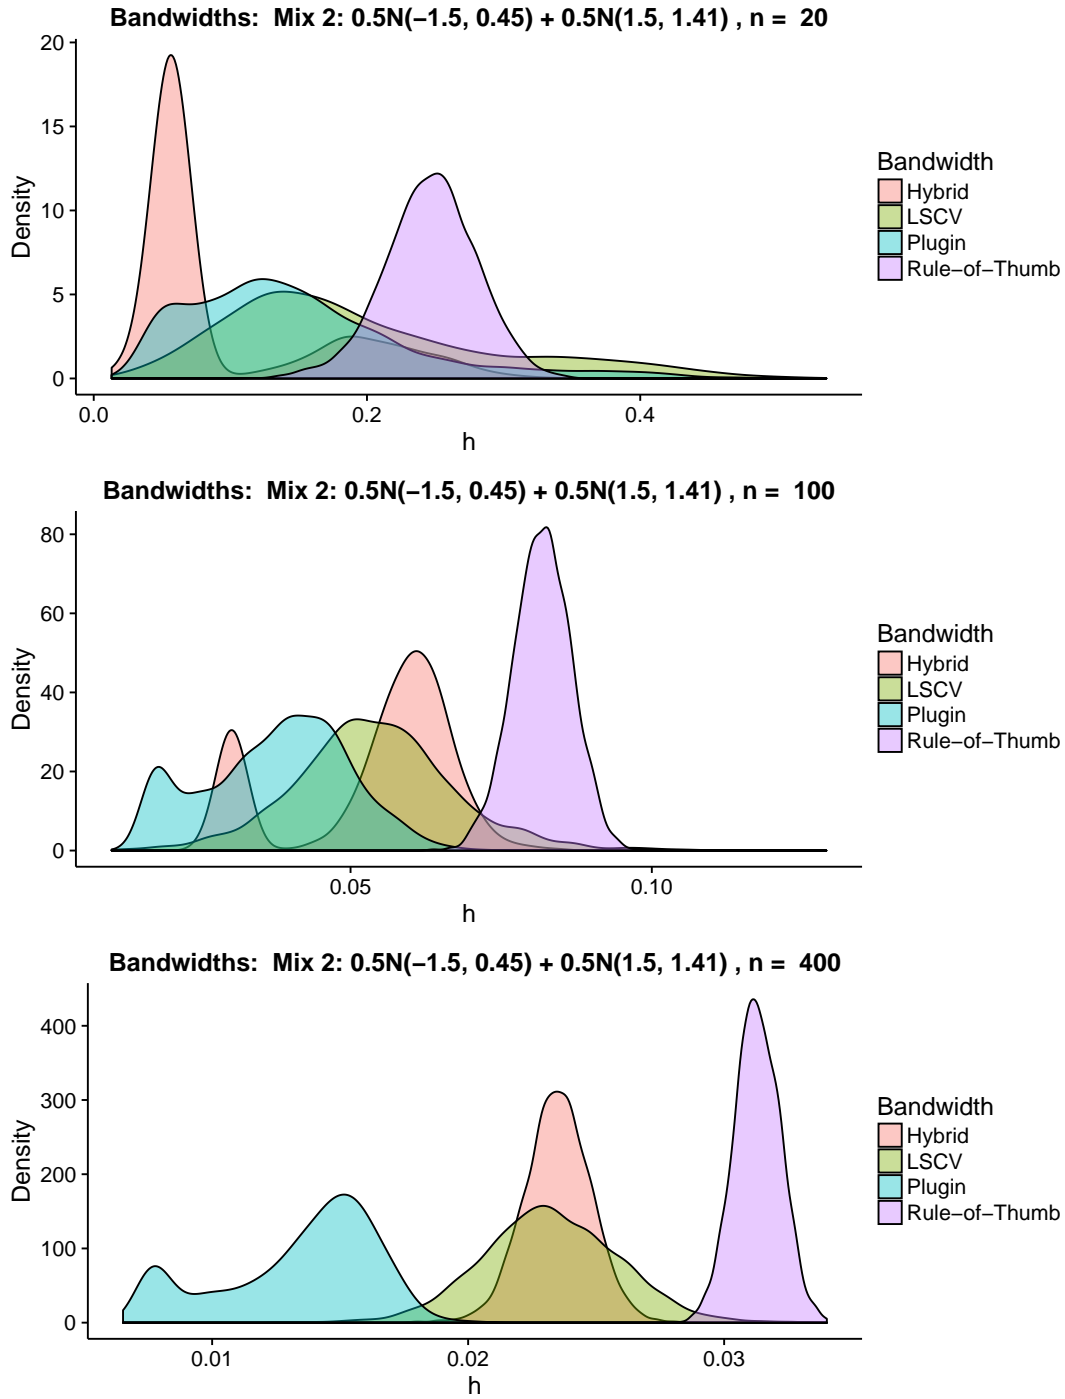 Bandwidths:  Mix 2: 0.5N(−1.5, 0.45) + 0.5N(1.5, 1.41) , n =  20
20
15
10
5
0
Density
0.0 0.2 0.4
h
Bandwidth
Hybrid
LSCV
Plugin
Rule−of−Thumb
Bandwidths:  Mix 2: 0.5N(−1.5, 0.45) + 0.5N(1.5, 1.41) , n =  100
80
60
40
20
0
Density
0.05 0.10
h
Bandwidth
Hybrid
LSCV
Plugin
Rule−of−Thumb
Bandwidths:  Mix 2: 0.5N(−1.5, 0.45) + 0.5N(1.5, 1.41) , n =  400
400
300
200
100
0
Density
0.01 0.02 0.03
h
Bandwidth
Hybrid
LSCV
Plugin
Rule−of−Thumb